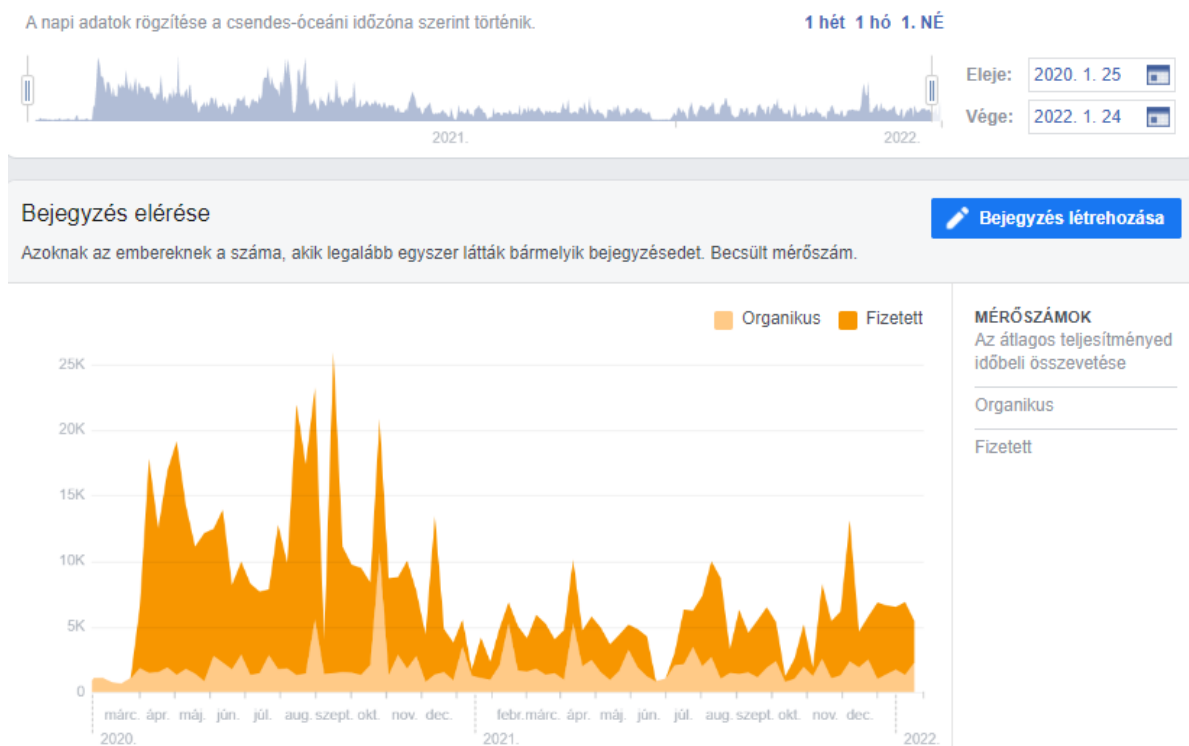 A napi adatok rögzítése a csendes-óceáni időzóna szerint történik.
1 hét 1 hó 1. NÉ
Eleje: 2020. 1. 25
Vége: 2022. 1. 24
2021. 2022.
Bejegyzés elérése
Bejegyzés létrehozása
Azoknak az embereknek a száma, akik legalább egyszer látták bármelyik bejegyzésedet. Becsült mérőszám.
Organikus Fizetett
MÉRŐSZÁMOK
Az átlagos teljesítményed
időbeli összevetése
Organikus
Fizetett
25K
20K
15K
10K
5K
0
márc. ápr. máj. jún. júl. aug. szept. okt. nov. dec. febr. márc. ápr. máj. jún. júl. aug. szept. okt. nov. dec.
2020. 2021. 2022.